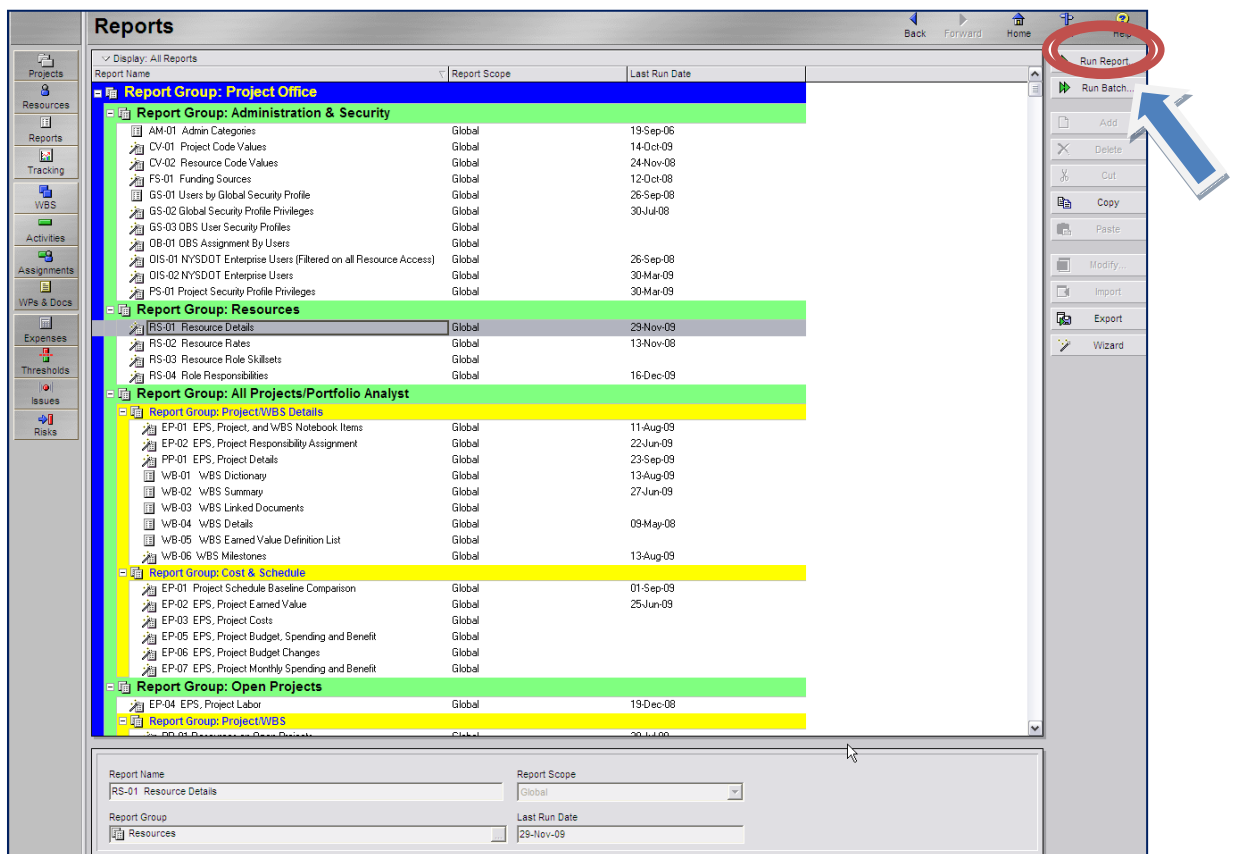 Reports
Back Forward Home Help
Projects
Resources
Reports
Tracking
WBS
Activities
Assignments
WPs & Docs
Expenses
Thresholds
Issues
Risks
Display: All Reports
Report Name Report Scope Last Run Date
Report Group: Project Office
Report Group: Administration & Security
AM-01 Admin Categories Global 19-Sep-06
CV-01 Project Code Values Global 14-Oct-09
CV-02 Resource Code Values Global 24-Nov-08
FS-01 Funding Sources Global 12-Oct-08
GS-01 Users by Global Security Profile Global 26-Sep-08
GS-02 Global Security Profile Privileges Global 30-Jul-08
GS-03 OBS User Security Profiles Global
OB-01 OBS Assignment By Users Global
OIS-01 NYSDOT Enterprise Users (Filtered on all Resource Access) Global 26-Sep-08
OIS-02 NYSDOT Enterprise Users Global 30-Mar-09
PS-01 Project Security Profile Privileges Global 30-Mar-09
Report Group: Resources
RS-01 Resource Details Global 29-Nov-09
RS-02 Resource Rates Global 13-Nov-08
RS-03 Resource Role Skillsets Global
RS-04 Role Responsibilities Global 16-Dec-09
Report Group: All Projects/Portfolio Analyst
Report Group: Project/WBS Details
EP-01 EPS, Project, and WBS Notebook Items Global 11-Aug-09
EP-02 EPS, Project Responsibility Assignment Global 22-Jun-09
PP-01 EPS, Project Details Global 23-Sep-09
WB-01 WBS Dictionary Global 13-Aug-09
WB-02 WBS Summary Global 27-Jun-09
WB-03 WBS Linked Documents Global
WB-04 WBS Details Global 09-May-08
WB-05 WBS Earned Value Definition List Global
WB-06 WBS Milestones Global 13-Aug-09
Report Group: Cost & Schedule
EP-01 Project Schedule Baseline Comparison Global 01-Sep-09
EP-02 EPS, Project Earned Value Global 25-Jun-09
EP-03 EPS, Project Costs Global
EP-05 EPS, Project Budget, Spending and Benefit Global
EP-06 EPS, Project Budget Changes Global
EP-07 EPS, Project Monthly Spending and Benefit Global
Report Group: Open Projects
EP-04 EPS, Project Labor Global 19-Dec-08
Report Group: Project/WBS
Run Report
Run Batch...
Add
Delete
Cut
Copy
Paste
Modify...
Import
Export
Wizard
Report Name Report Scope
RS-01 Resource Details Global
Report Group Last Run Date
Resources 29-Nov-09